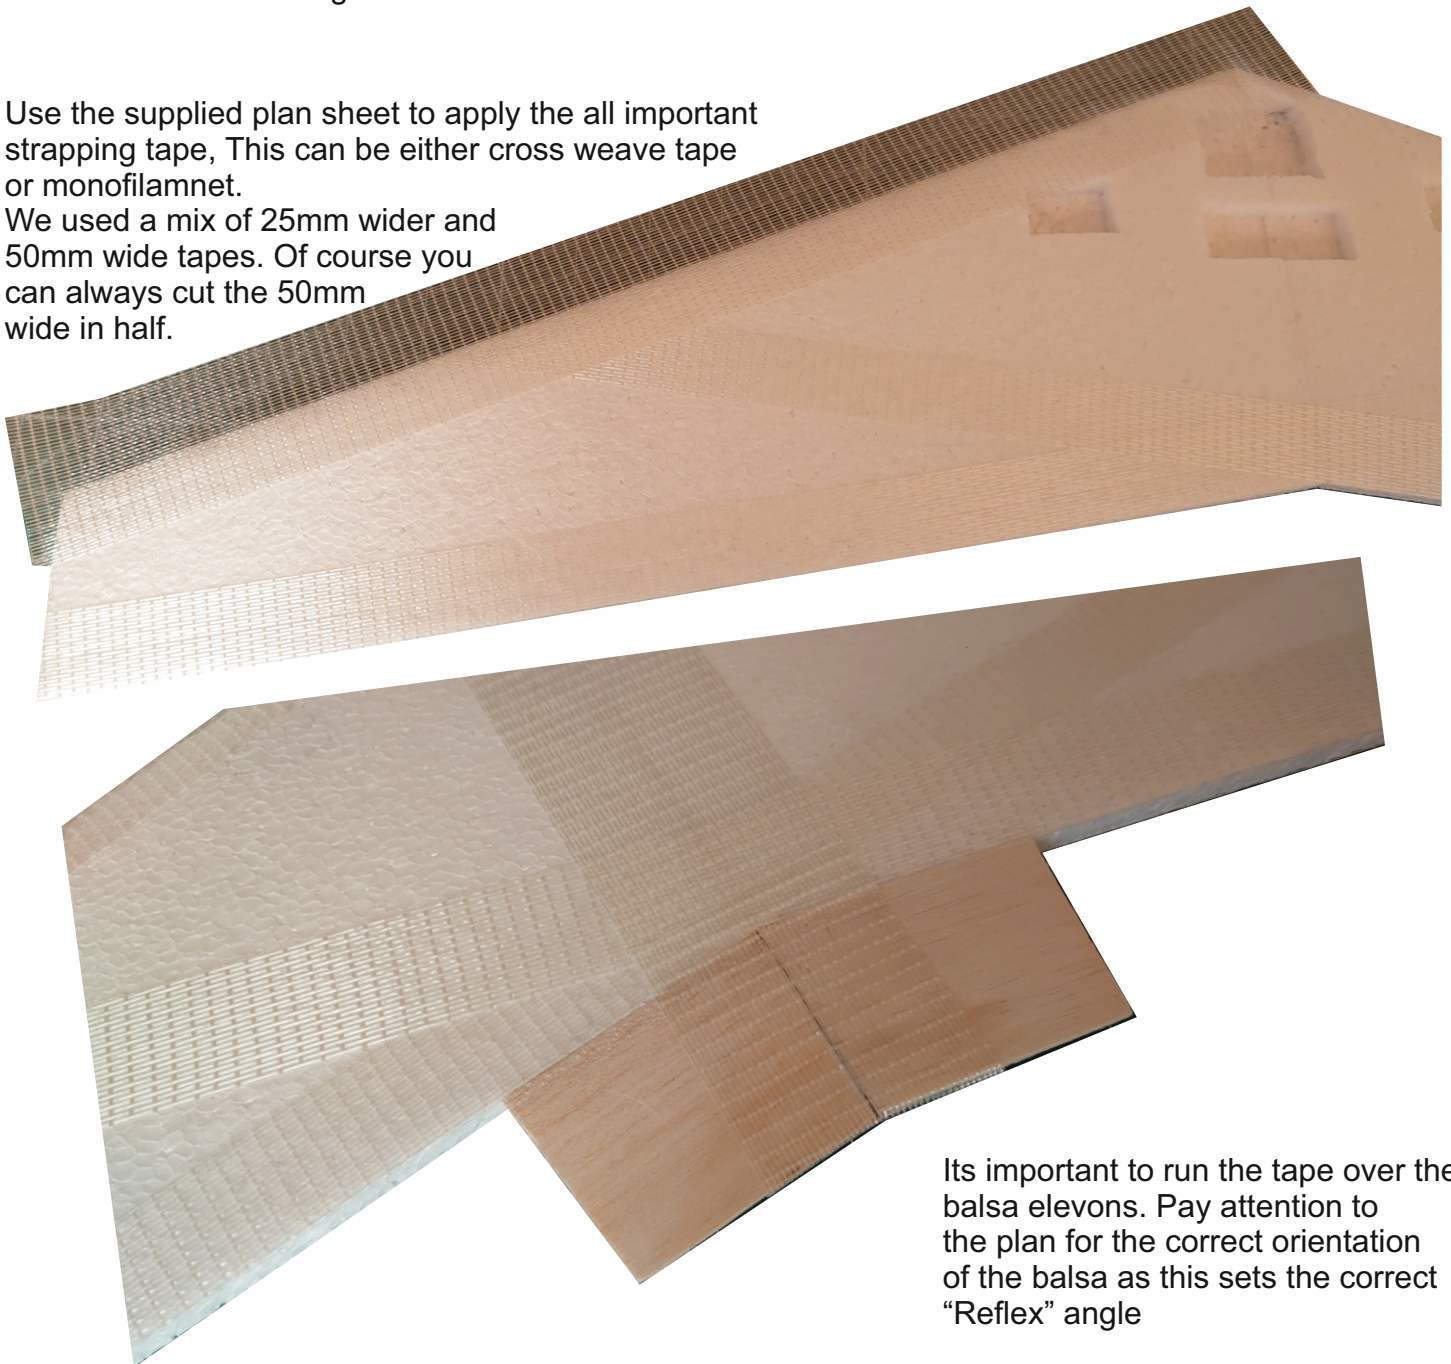 Use the supplied plan sheet to apply the all important
strapping tape, This can be either cross weave tape
or monofilamnet.
We used a mix of 25mm wider and
50mm wide tapes. Of course you
can always cut the 50mm
wide in half.
Its important to run the tape over the
balsa elevons. Pay attention to
the plan for the correct orientation
of the balsa as this sets the correct
“Reflex” angle